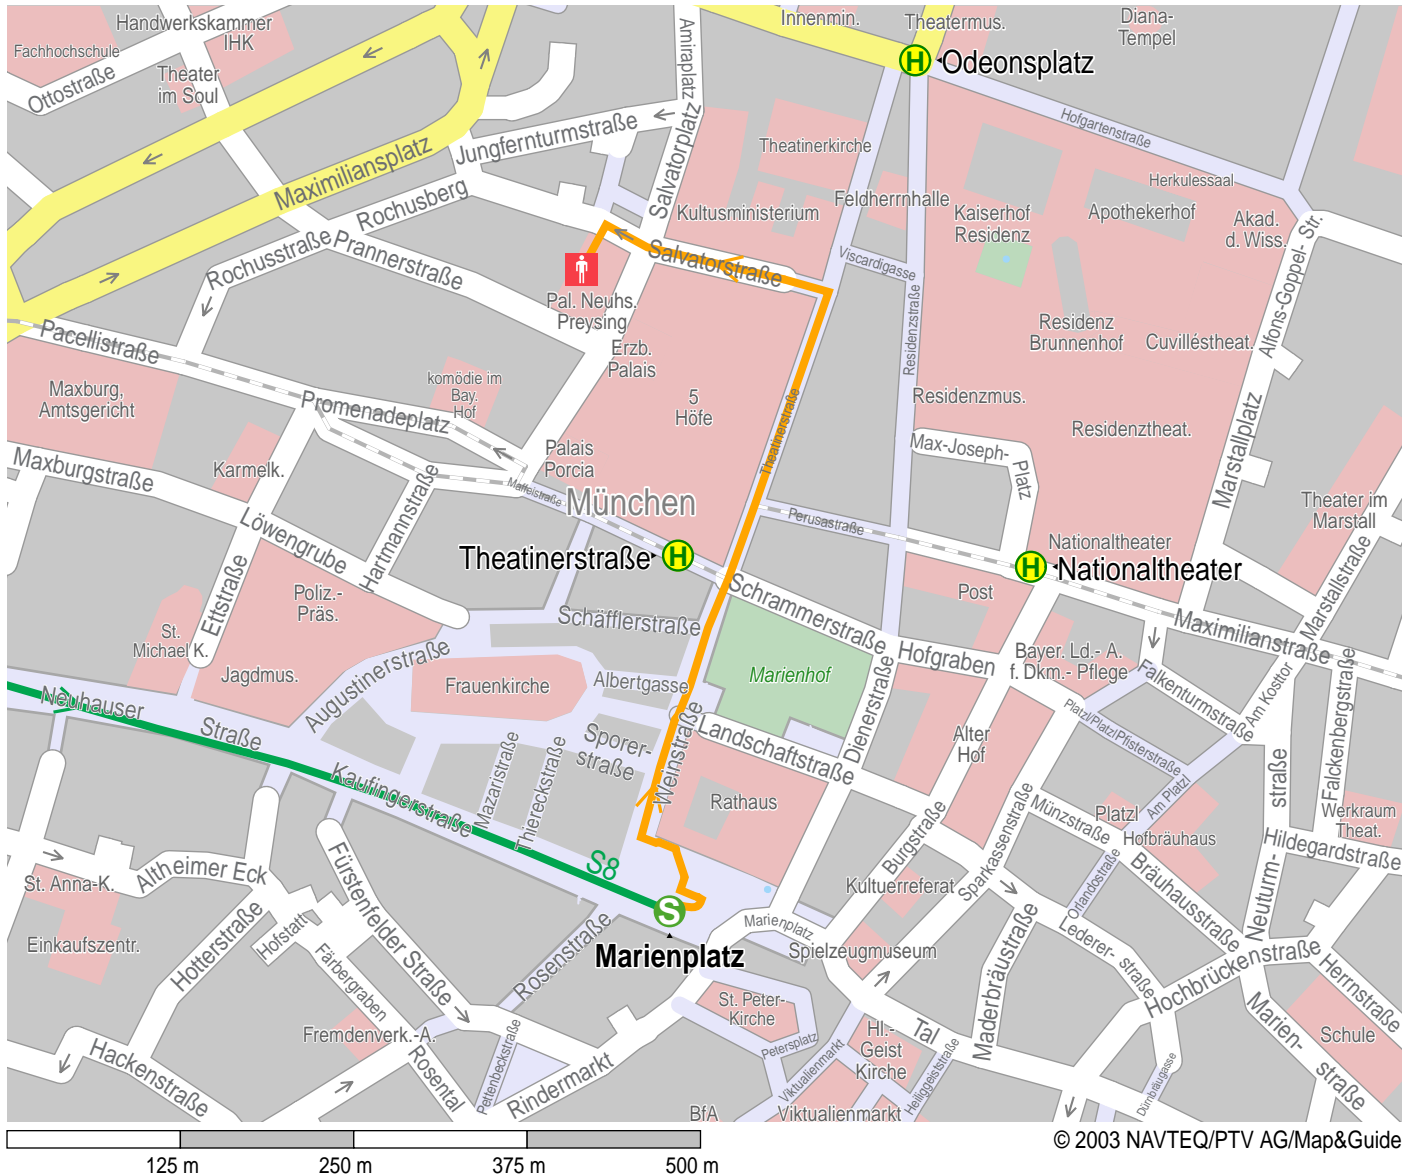 Handwerkskammer
IHK
Fachhochschule
Theater
im Soul
Ottostraße
Amiraplatz
Innenmin.
Theatermus.
Diana-
Tempel
H
Odeonsplatz
Hofgartenstraße
Maximiliansplatz
Jungfernturmstraße
Salvatorplatz
Theatinerkirche
Rochusberg
Kultusministerium
Feldherrnhalle
Herkulessaal
Kaiserhof
Residenz
Apothekerhof
Akad.
d. Wiss.
Rochusstraße
Prannerstraße
Salvatorstraße
Viscardigasse
Alfons-Goppel- Str.
Pal. Neuhs.
Preysing
Residenzstraße
Residenz
Brunnenhof
Cuvilléstheat.
Pacellistraße
Erzb.
Palais
Maxburg,
Amtsgericht
komödie im
Bay.
Hof
5
Höfe
Promenadeplatz
Theatinerstraße
Residenzmus.
Residenztheat.
Marstallplatz
Max-Joseph-
Platz
Maxburgstraße
Karmelk.
Palais
Porcia
Maffeistraße
München
Hartmannstraße
Theater im
Marstall
Löwengrube
Perusastraße
Nationaltheater
Theatinerstraße
H
H
Nationaltheater
Ettstraße
Poliz.-
Präs.
Schrammerstraße
Post
Marstallstraße
St.
Michael K.
Schäfflerstraße
Hofgraben
Maximilianstraße
Jagdmus.
Augustinerstraße
Frauenkirche
Albertgasse
Marienhof
Bayer. Ld.- A.
f. Dkm.- Pflege
Falkenturmstraße
Am Kosttor
Falckenbergstraße
Neuhauser
Straße
Sporer-
straße
Weinstraße
Landschaftstraße
Dienerstraße
Alter
Hof
Platzl/Platzl/Pfisterstraße
Am Platzl
Kaufingerstraße
Mazaristraße
Thiereckstraße
Rathaus
Münzstraße
Platzl
Hofbräuhaus
Neuturm-
straße
Werkraum
Theat.
Hildegardstraße
St. Anna-K.
Altheimer Eck
Fürstenfelder Straße
S8
Burgstraße
Kultuerreferat
Sparkassenstraße
Orlandostraße
Bräuhausstraße
Einkaufszentr.
Hotterstraße
Hofstatt
Färbergraben
Rosenstraße
S
Marienplatz
Marienplatz
Spielzeugmuseum
Maderbräustraße
Lederer-
straße
Hochbrückenstraße
Herrnstraße
Hackenstraße
Fremdenverk.-A.
Rosental
Pettenbeckstraße
Rindermarkt
St. Peter-
Kirche
Petersplatz
Viktualienmarkt
Hl.-
Geist
Kirche
Tal
Heiliggeiststraße
Dürnbräugasse
Marien-
straße
Schule
BfA
Viktualienmarkt
125 m
250 m
375 m
500 m
© 2003 NAVTEQ/PTV AG/Map&Guide